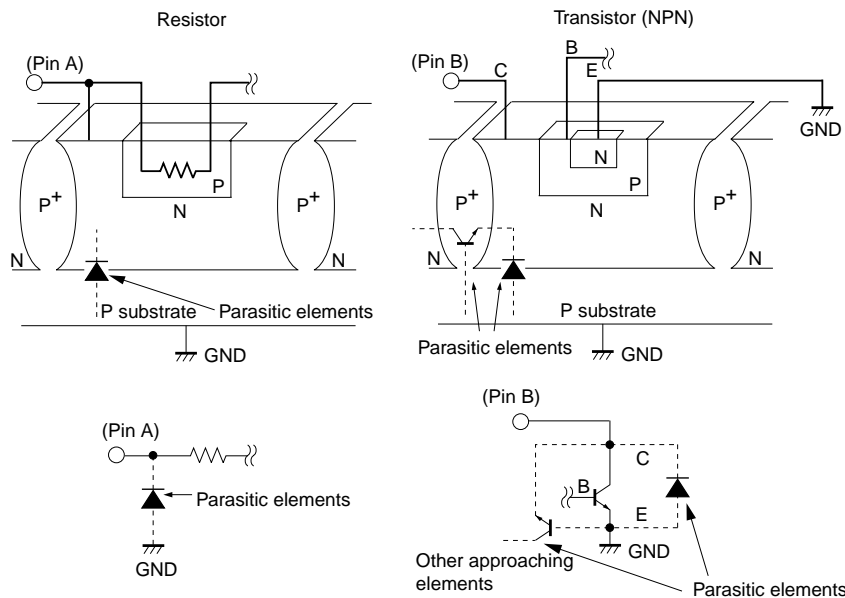 Resistor
(Pin A)
P+
P
N
P+
N
N
P substrate
Parasitic elements
GND
Transistor (NPN)
(Pin B)
C
B
E
GND
N
P
P+
N
P+
N
N
P substrate
Parasitic elements
GND
(Pin A)
Parasitic elements
GND
(Pin B)
C
B
E
GND
Other approaching
elements
Parasitic elements